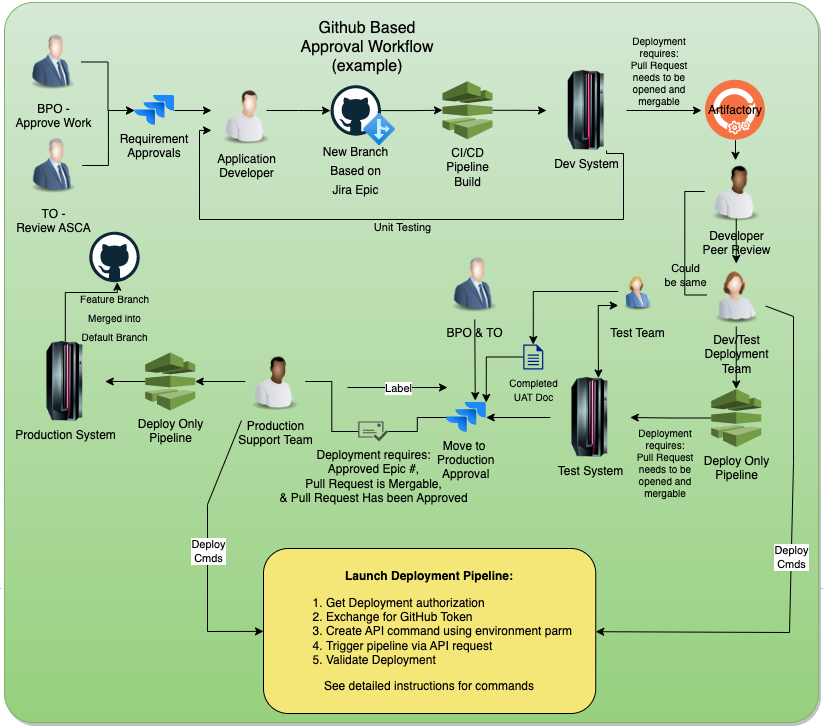 Github Based
Approval Workflow
(example)
BPO -
Approve Work
TO -
Review ASCA
Requirement
Approvals
Application
Developer
New Branch
Based on
Jira Epic
CI/CD
Pipeline
Build
Dev System
Unit Testing
Deployment
requires:
Pull Request
needs to be
opened and
mergable
Artifactory
Developer
Peer Review
Could
be same
Dev/Test
Deployment
Team
Deploy Only
Pipeline
Deployment
requires:
Pull Request
needs to be
opened and
mergable
Test Team
Test System
Completed
UAT Doc
BPO & TO
Move to
Production
Approval
Label
Deployment requires:
Approved Epic #,
Pull Request is Mergable,
& Pull Request Has been Approved
Production
Support Team
Deploy Only
Pipeline
Production System
Feature Branch
Merged into
Default Branch
Deploy
Cmds
Deploy
Cmds
Launch Deployment Pipeline:
1. Get Deployment authorization
2. Exchange for GitHub Token
3. Create API command using environment parm
4. Trigger pipeline via API request
5. Validate Deployment
See detailed instructions for commands